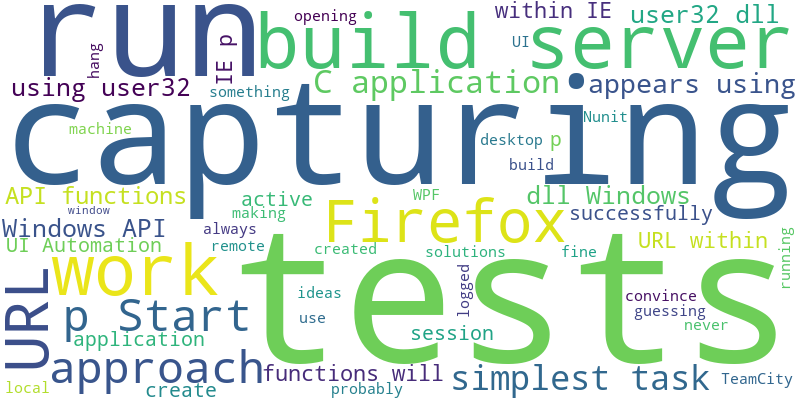 run
hang
IE p
opening
build server
within IE
user32 dll
UI
using user32
something
C application
appears using
capturing
machine
Nunit
desktop
p
build
API functions
window
active
making
WPF
dll Windows
Windows API
always
Firefox
successfully
UI Automation
remote
created
solutions
fine
URL within
running
URL
work
tests
ideas
use
logged
convince
guessing
never
p Start
application
session
approach
functions will
simplest task
TeamCity
local
create
probably